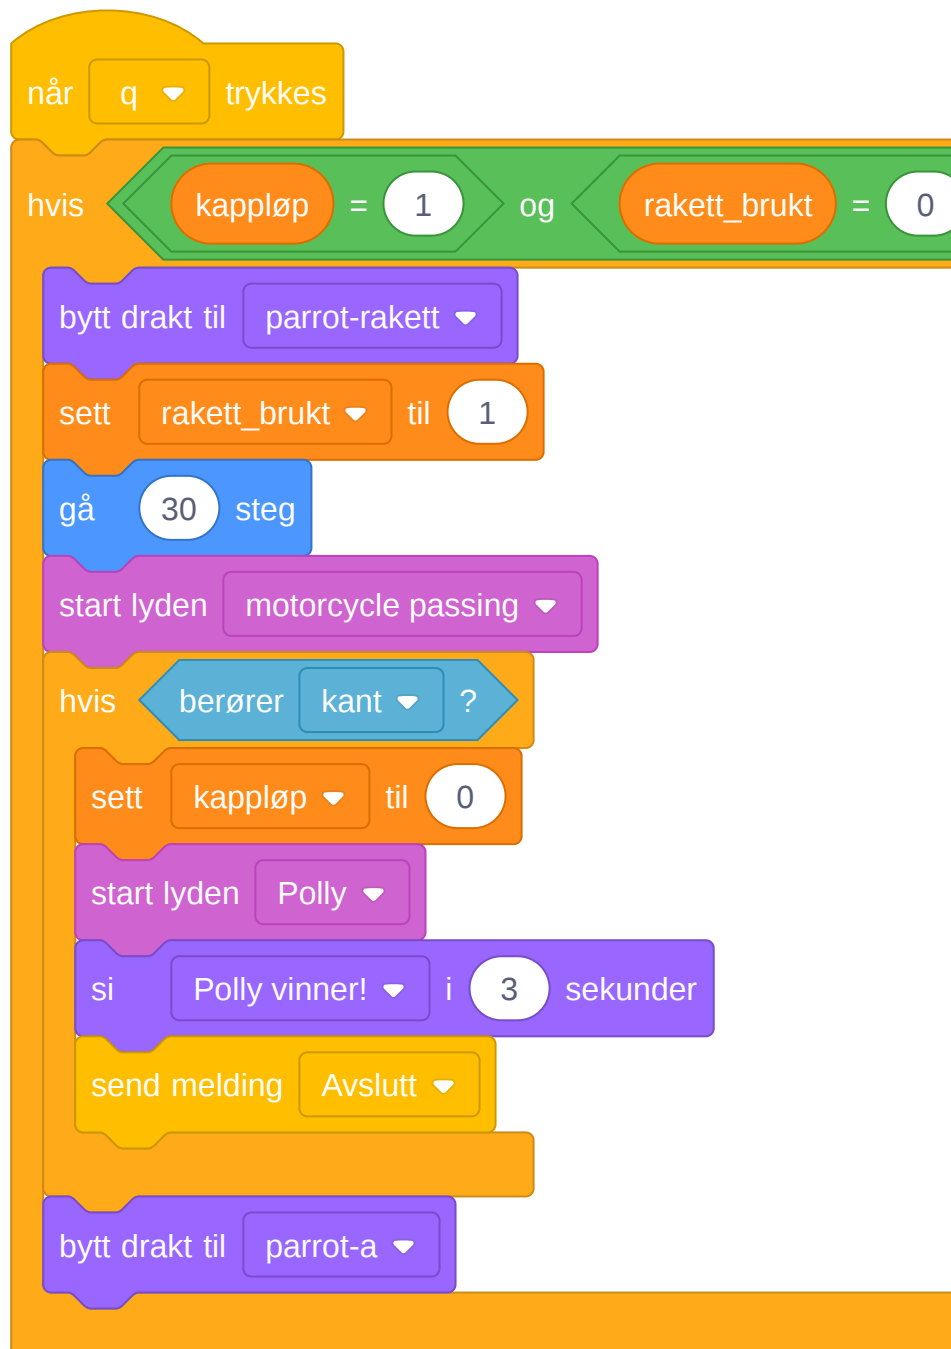 når q trykkes
hvis kappløp = 1 og rakett_brukt = 0
bytt drakt til parrot-rakett
sett rakett_brukt til 1
gå 30 steg
start lyden motorcycle passing
hvis berører kant ?
sett kappløp til 0
start lyden Polly
si Polly vinner! i 3 sekunder
send melding Avslutt
bytt drakt til parrot-a